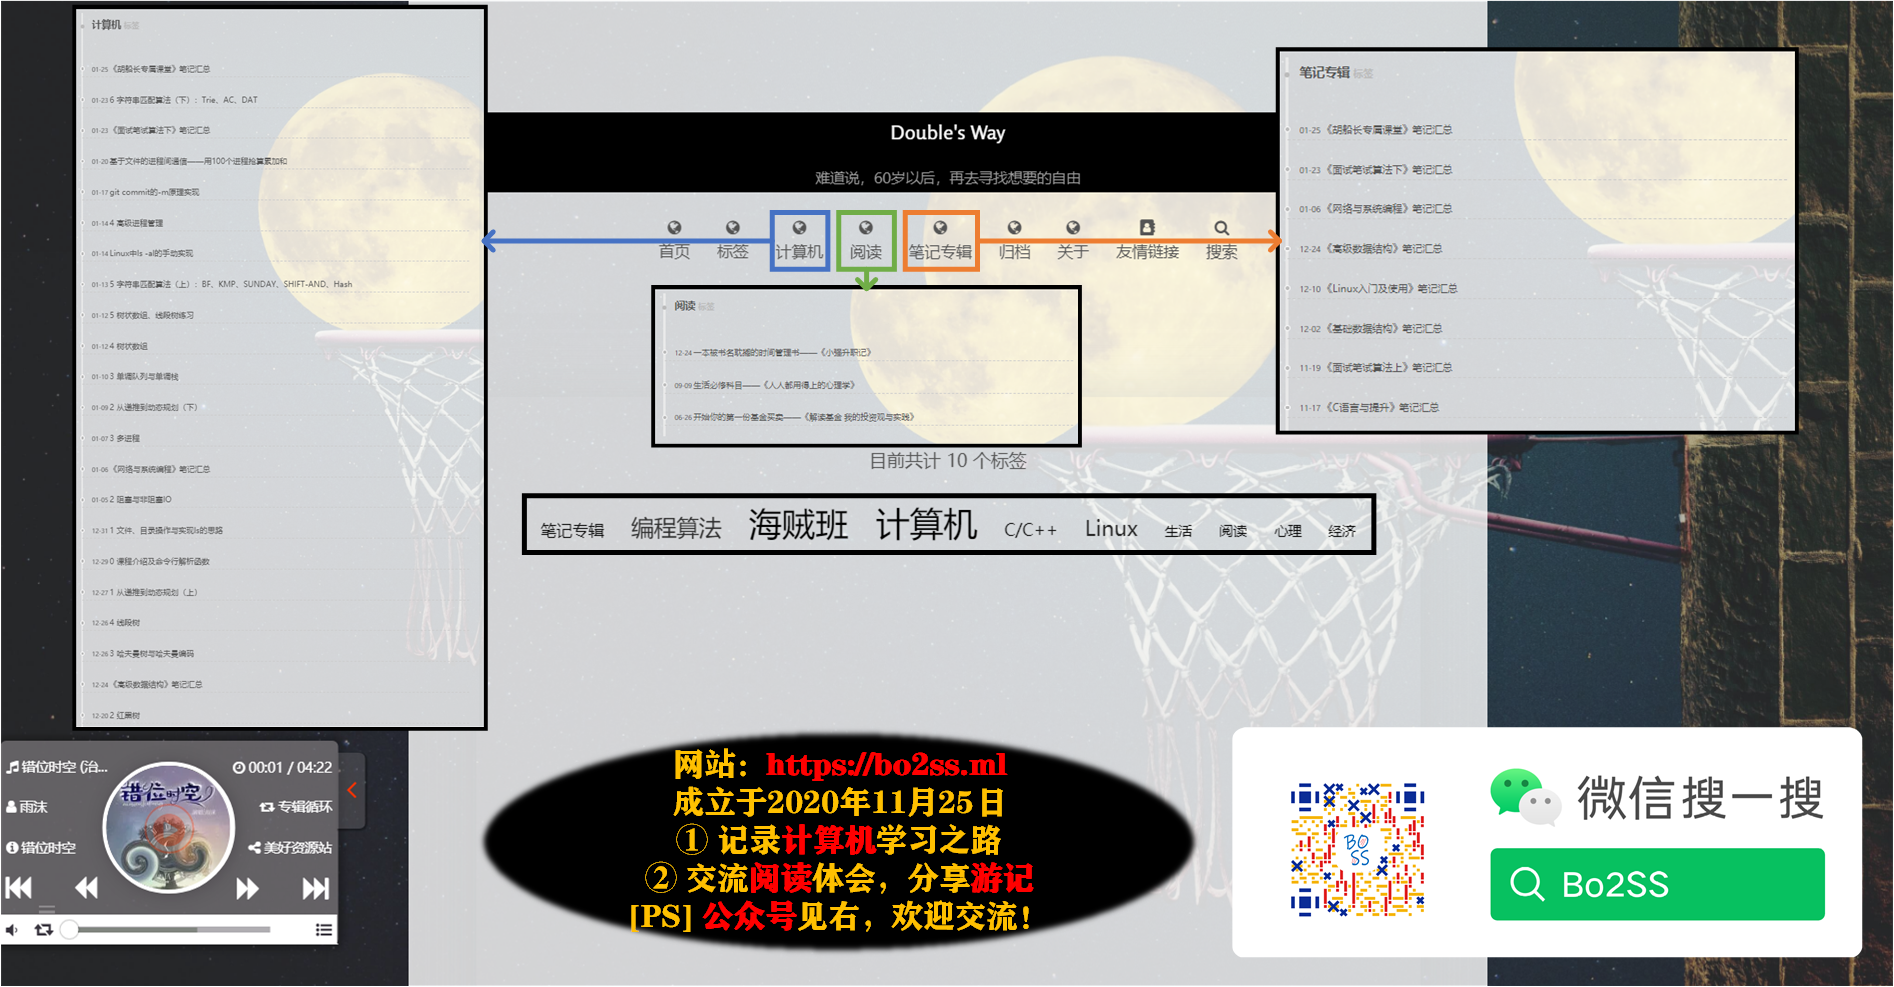 计算机 标签
01-25 《胡船长专属课堂》笔记汇总
01-23 6 字符串匹配算法（下）：Trie、AC、DAT
01-23 《面试笔试算法下》笔记汇总
01-20 基于文件的进程间通信——用100个进程抢算累加和
01-17 git commit的-m原理实现
01-14 4 高级进程管理
01-14 Linux中ls -al的手动实现
01-13 5 字符串匹配算法（上）：BF、KMP、SUNDAY、SHIFT-AND、Hash
01-12 5 树状数组、线段树练习
01-12 4 树状数组
01-10 3 单调队列与单调栈
01-09 2 从递推到动态规划（下）
01-07 3 多进程
01-06 《网络与系统编程》笔记汇总
01-05 2 阻塞与非阻塞IO
12-31 1 文件、目录操作与实现ls的思路
12-29 0 课程介绍及命令行解析函数
12-27 1 从递推到动态规划（上）
12-26 4 线段树
12-26 3 哈夫曼树与哈夫曼编码
12-24 《高级数据结构》笔记汇总
12-20 2 红黑树
Double's Way
难道说，60岁以后，再去寻找想要的自由
首页 标签 计算机 阅读 笔记专辑 归档 关于 友情链接 搜索
阅读 标签
12-24 一本被书名耽搁的时间管理书——《小强升职记》
09-09 生活必修科目——《人人都用得上的心理学》
06-26 开始你的第一份基金买卖——《解读基金 我的投资观与实践》
目前共计 10 个标签
笔记专辑 编程算法 海贼班 计算机 C/C++ Linux 生活 阅读 心理 经济
笔记专辑 标签
01-25 《胡船长专属课堂》笔记汇总
01-23 《面试笔试算法下》笔记汇总
01-06 《网络与系统编程》笔记汇总
12-24 《高级数据结构》笔记汇总
12-10 《Linux入门及使用》笔记汇总
12-02 《基础数据结构》笔记汇总
11-19 《面试笔试算法上》笔记汇总
11-17 《C语言与提升》笔记汇总
错位时空 (治... 00:01 / 04:22
雨沫 专辑循环
错位时空 美好资源站
错位时空
网站：https://bo2ss.ml
成立于2020年11月25日
① 记录计算机学习之路
② 交流阅读体会，分享游记
[PS] 公众号见右，欢迎交流！
BO
SS
微信搜一搜
Bo2SS